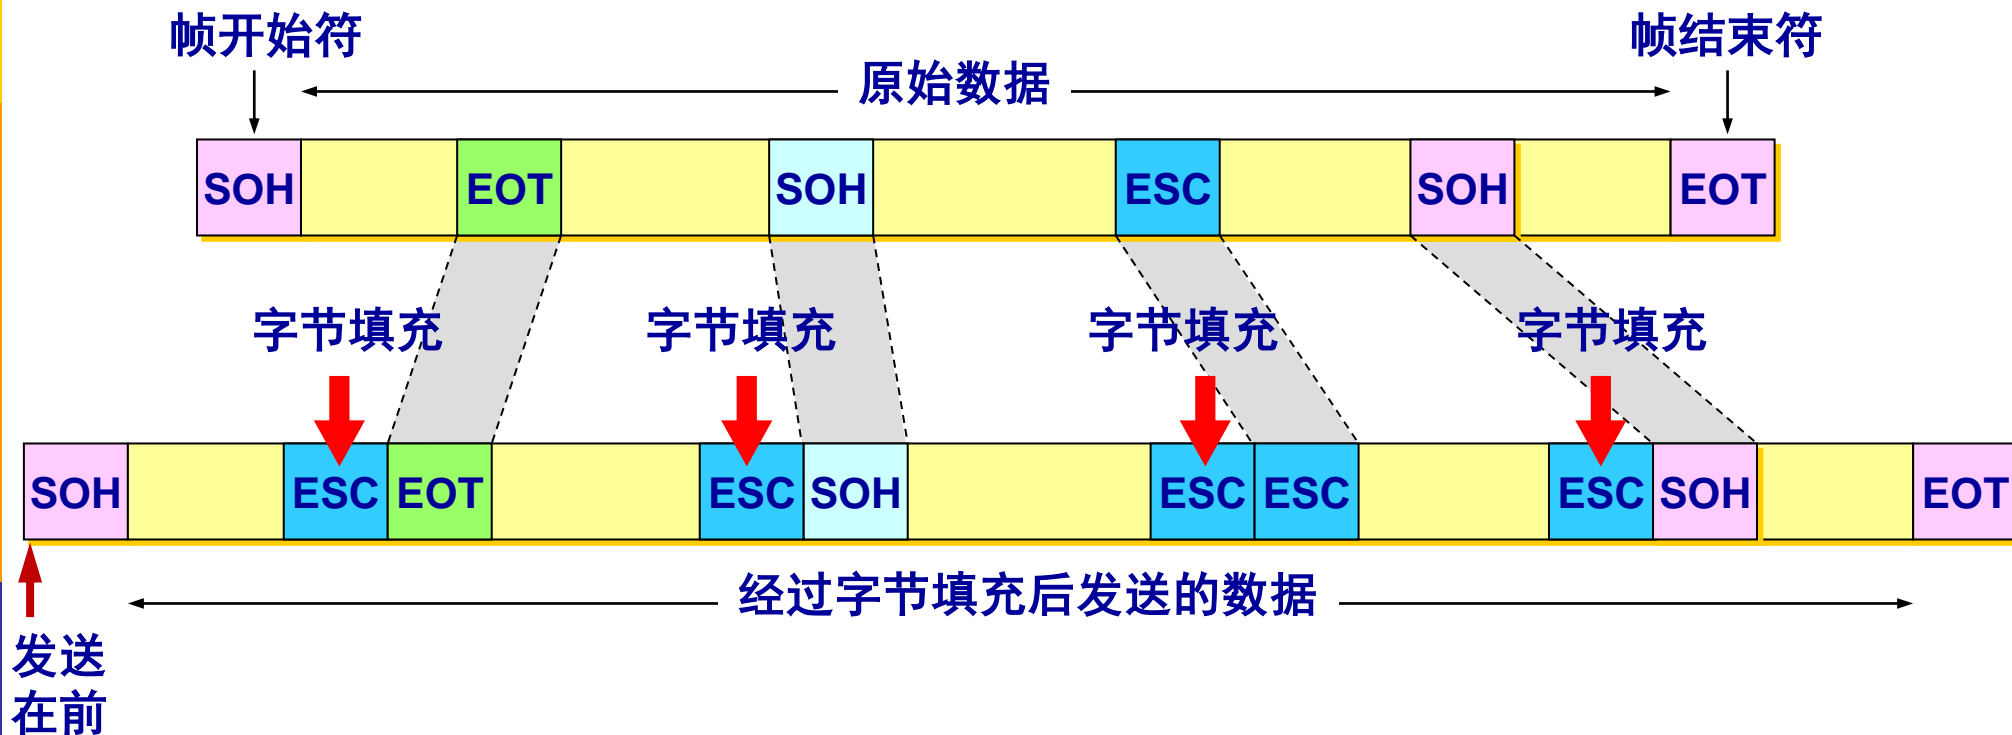 帧开始符
帧结束符
原始数据
SOH EOT SOH ESC SOH EOT
字节填充 字节填充 字节填充 字节填充
SOH ESC EOT ESC SOH ESC ESC ESC SOH EOT
经过字节填充后发送的数据
发送
在前